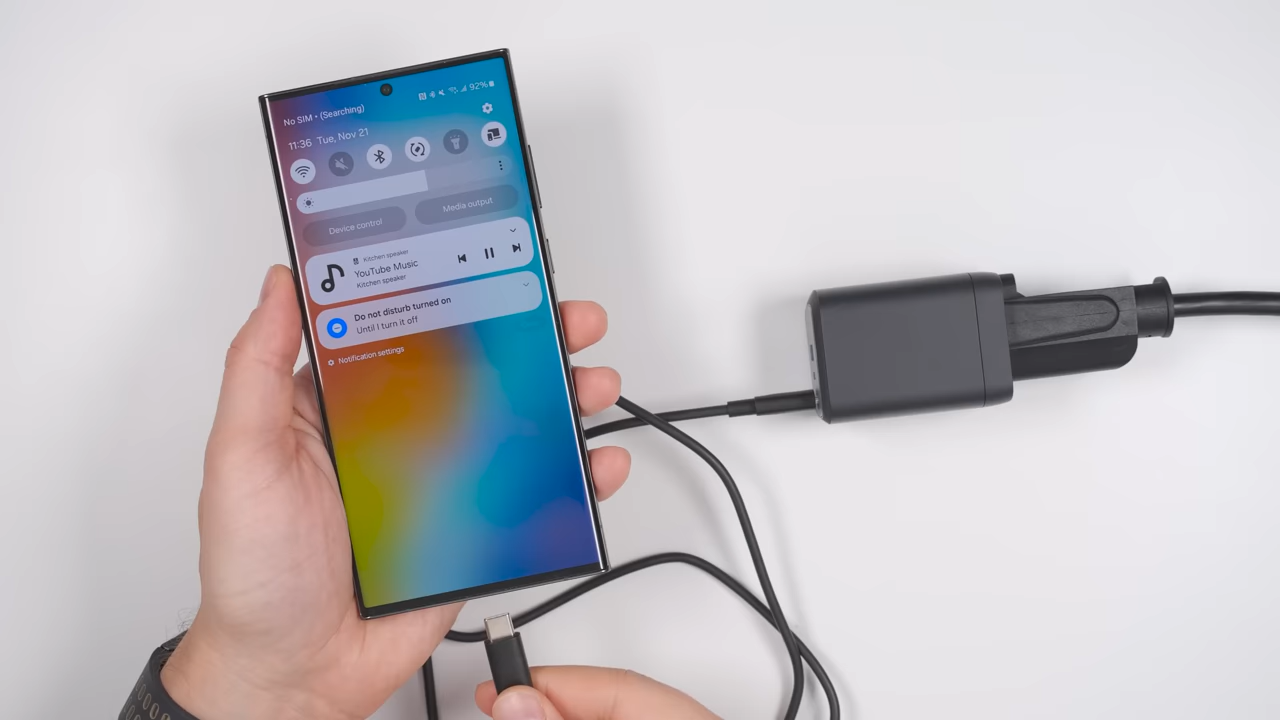 92%
No SIM • (Searching)
11:36 Tue, Nov 21
Device control
Media output
Kitchen speaker
YouTube Music
Kitchen speaker
Do not disturb turned on
Until I turn it off
Notification settings